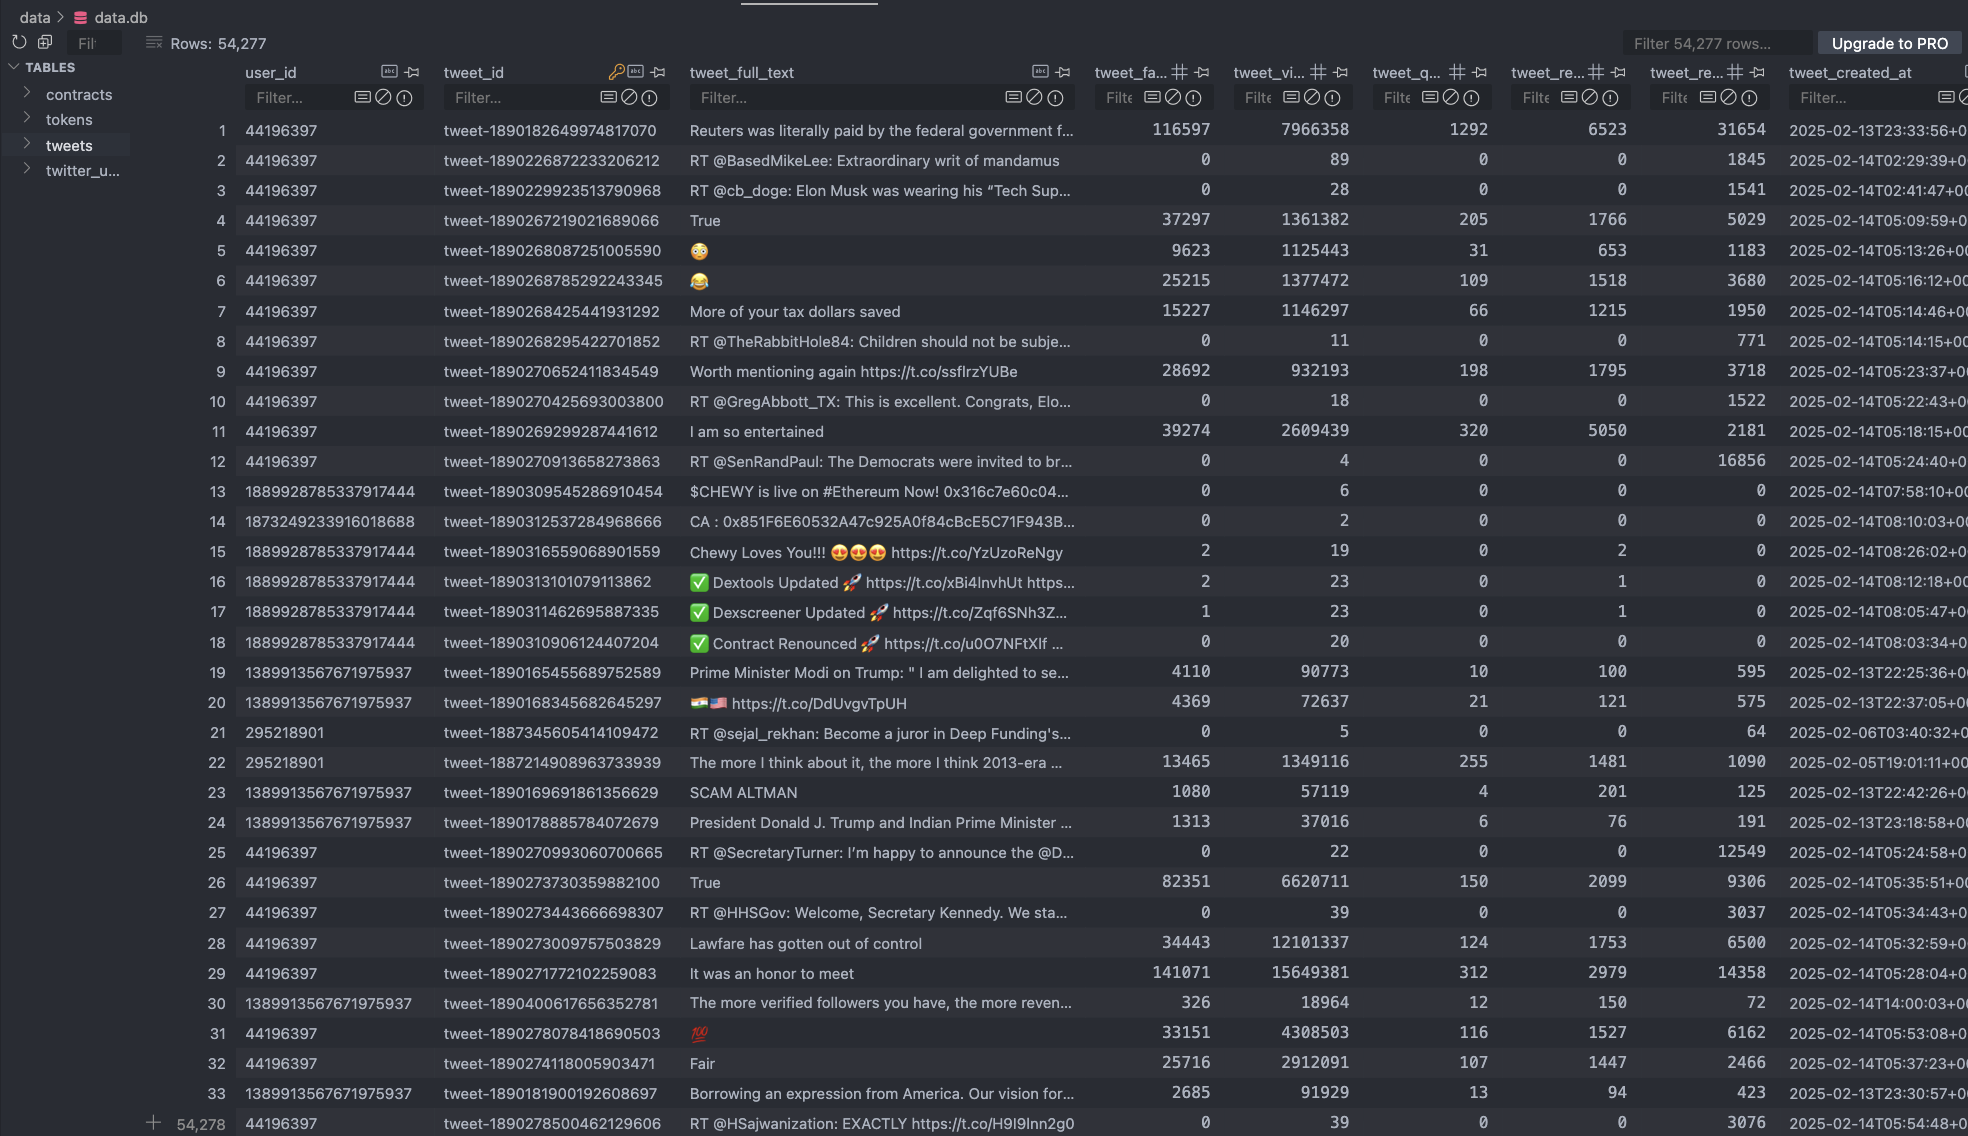 data > data.db
Fil Rows: 54,277 Filter 54,277 rows... Upgrade to PRO
TABLES
contracts
tokens
tweets
twitter_u...
user_id tweet_id tweet_full_text tweet_fa... tweet_vi... tweet_q... tweet_re... tweet_re... tweet_created_at
Filter... Filter... Filter... Filte Filte Filte Filte Filte Filter...
1 44196397 tweet-1890182649974817070 Reuters was literally paid by the federal government f... 116597 7966358 1292 6523 31654 2025-02-13T23:33:56+0
2 44196397 tweet-1890226872233206212 RT @BasedMikeLee: Extraordinary writ of mandamus 0 89 0 0 1845 2025-02-14T02:29:39+0
3 44196397 tweet-1890229923513790968 RT @cb_doge: Elon Musk was wearing his “Tech Sup... 0 28 0 0 1541 2025-02-14T02:41:47+00
4 44196397 tweet-1890267219021689066 True 37297 1361382 205 1766 5029 2025-02-14T05:09:59+0
5 44196397 tweet-1890268087251005590 😳 9623 1125443 31 653 1183 2025-02-14T05:13:26+0
6 44196397 tweet-1890268785292243345 😂 25215 1377472 109 1518 3680 2025-02-14T05:16:12+00
7 44196397 tweet-1890268425441931292 More of your tax dollars saved 15227 1146297 66 1215 1950 2025-02-14T05:14:46+00
8 44196397 tweet-1890268295422701852 RT @TheRabbitHole84: Children should not be subje... 0 11 0 0 771 2025-02-14T05:14:15+00
9 44196397 tweet-1890270652411834549 Worth mentioning again https://t.co/ssflrzYUBe 28692 932193 198 1795 3718 2025-02-14T05:23:37+00
10 44196397 tweet-1890270425693003800 RT @GregAbbott_TX: This is excellent. Congrats, Elo... 0 18 0 0 1522 2025-02-14T05:22:43+00
11 44196397 tweet-1890269299287441612 I am so entertained 39274 2609439 320 5050 2181 2025-02-14T05:18:15+00
12 44196397 tweet-1890270913658273863 RT @SenRandPaul: The Democrats were invited to br... 0 4 0 0 16856 2025-02-14T05:24:40+0
13 1889928785337917444 tweet-1890309545286910454 $CHEWY is live on #Ethereum Now! 0x316c7e60c04... 0 6 0 0 0 2025-02-14T07:58:10+00
14 1873249233916018688 tweet-1890312537284968666 CA : 0x851F6E60532A47c925A0f84cBcE5C71F943B... 0 2 0 0 0 2025-02-14T08:10:03+00
15 1889928785337917444 tweet-1890316559068901559 Chewy Loves You!!! 😍😍😍 https://t.co/YzUzoReNgy 2 19 0 2 0 2025-02-14T08:26:02+0
16 1889928785337917444 tweet-1890313101079113862 ✅ Dextools Updated 🚀 https://t.co/xBi4lnvhUt https... 2 23 0 1 0 2025-02-14T08:12:18+00
17 1889928785337917444 tweet-1890311462695887335 ✅ Dexscreener Updated 🚀 https://t.co/Zqf6SNh3Z... 1 23 0 1 0 2025-02-14T08:05:47+0
18 1889928785337917444 tweet-1890310906124407204 ✅ Contract Renounced 🚀 https://t.co/u0O7NFtXIf ... 0 20 0 0 0 2025-02-14T08:03:34+0
19 1389913567671975937 tweet-1890165455689752589 Prime Minister Modi on Trump: " I am delighted to se... 4110 90773 10 100 595 2025-02-13T22:25:36+0
20 1389913567671975937 tweet-1890168345682645297 🇮🇳🇺🇸 https://t.co/DdUvgvTpUH 4369 72637 21 121 575 2025-02-13T22:37:05+00
21 295218901 tweet-1887345605414109472 RT @sejal_rekhan: Become a juror in Deep Funding's... 0 5 0 0 64 2025-02-06T03:40:32+0
22 295218901 tweet-1887214908963733939 The more I think about it, the more I think 2013-era ... 13465 1349116 255 1481 1090 2025-02-05T19:01:11+00
23 1389913567671975937 tweet-1890169691861356629 SCAM ALTMAN 1080 57119 4 201 125 2025-02-13T22:42:26+0
24 1389913567671975937 tweet-1890178885784072679 President Donald J. Trump and Indian Prime Minister ... 1313 37016 6 76 191 2025-02-13T23:18:58+00
25 44196397 tweet-1890270993060700665 RT @SecretaryTurner: I’m happy to announce the @D... 0 22 0 0 12549 2025-02-14T05:24:58+0
26 44196397 tweet-1890273730359882100 True 82351 6620711 150 2099 9306 2025-02-14T05:35:51+00
27 44196397 tweet-1890273443666698307 RT @HHSGov: Welcome, Secretary Kennedy. We sta... 0 39 0 0 3037 2025-02-14T05:34:43+0
28 44196397 tweet-1890273009757503829 Lawfare has gotten out of control 34443 12101337 124 1753 6500 2025-02-14T05:32:59+0
29 44196397 tweet-1890271772102259083 It was an honor to meet 141071 15649381 312 2979 14358 2025-02-14T05:28:04+0
30 1389913567671975937 tweet-1890400617656352781 The more verified followers you have, the more reven... 326 18964 12 150 72 2025-02-14T14:00:03+00
31 44196397 tweet-1890278078418690503 💯 33151 4308503 116 1527 6162 2025-02-14T05:53:08+0
32 44196397 tweet-1890274118005903471 Fair 25716 2912091 107 1447 2466 2025-02-14T05:37:23+00
33 1389913567671975937 tweet-1890181900192608697 Borrowing an expression from America. Our vision for... 2685 91929 13 94 423 2025-02-13T23:30:57+0
54,278 44196397 tweet-1890278500462129606 RT @HSajwanization: EXACTLY https://t.co/H9I9Inn2g0 0 39 0 0 3076 2025-02-14T05:54:48+0